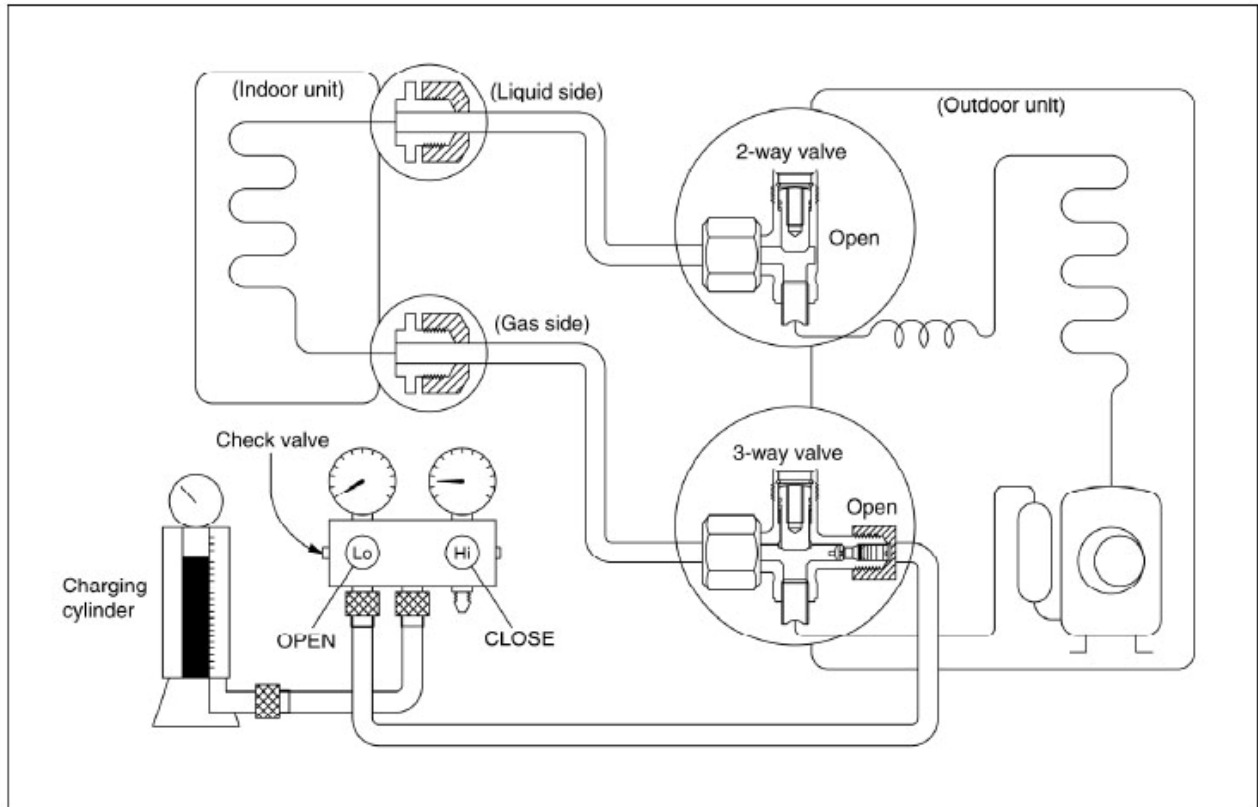 (Indoor unit)
(Liquid side)
(Outdoor unit)
2-way valve
Open
(Gas side)
Check valve
3-way valve
Open
Lo
Hi
Charging
cylinder
OPEN
CLOSE